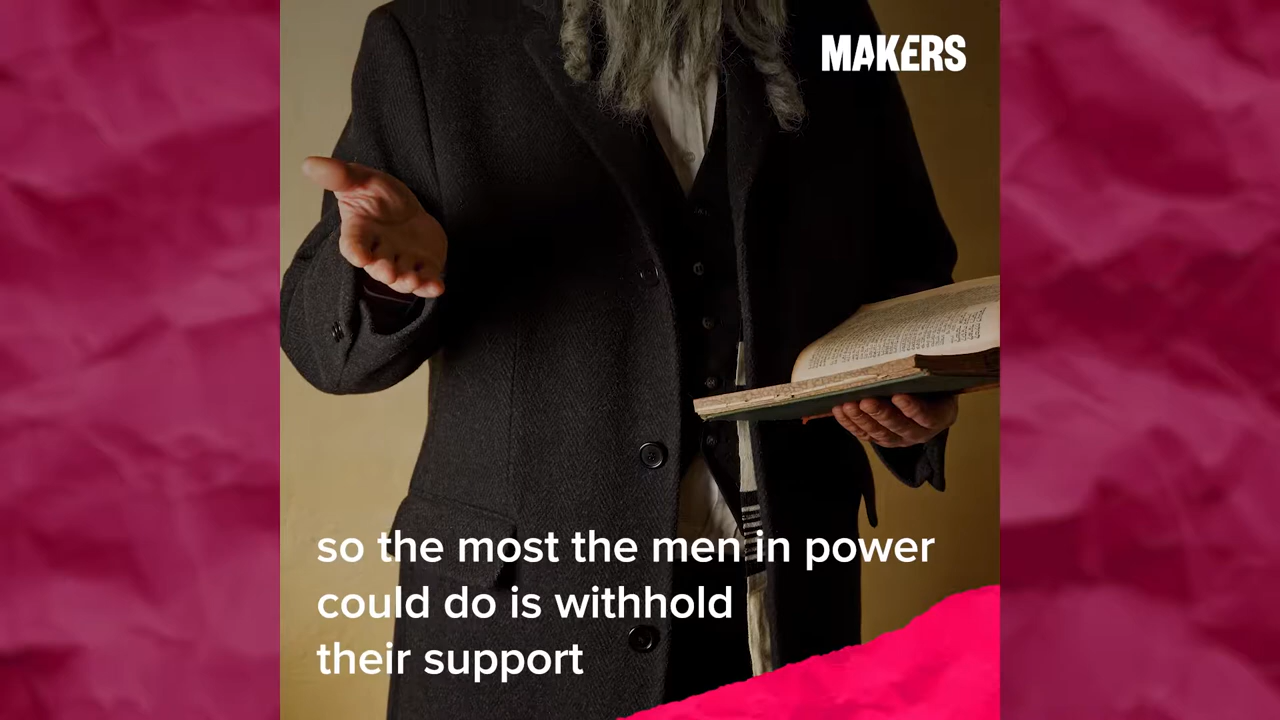 MAKERS
so the most the men in power
could do is withhold
their support